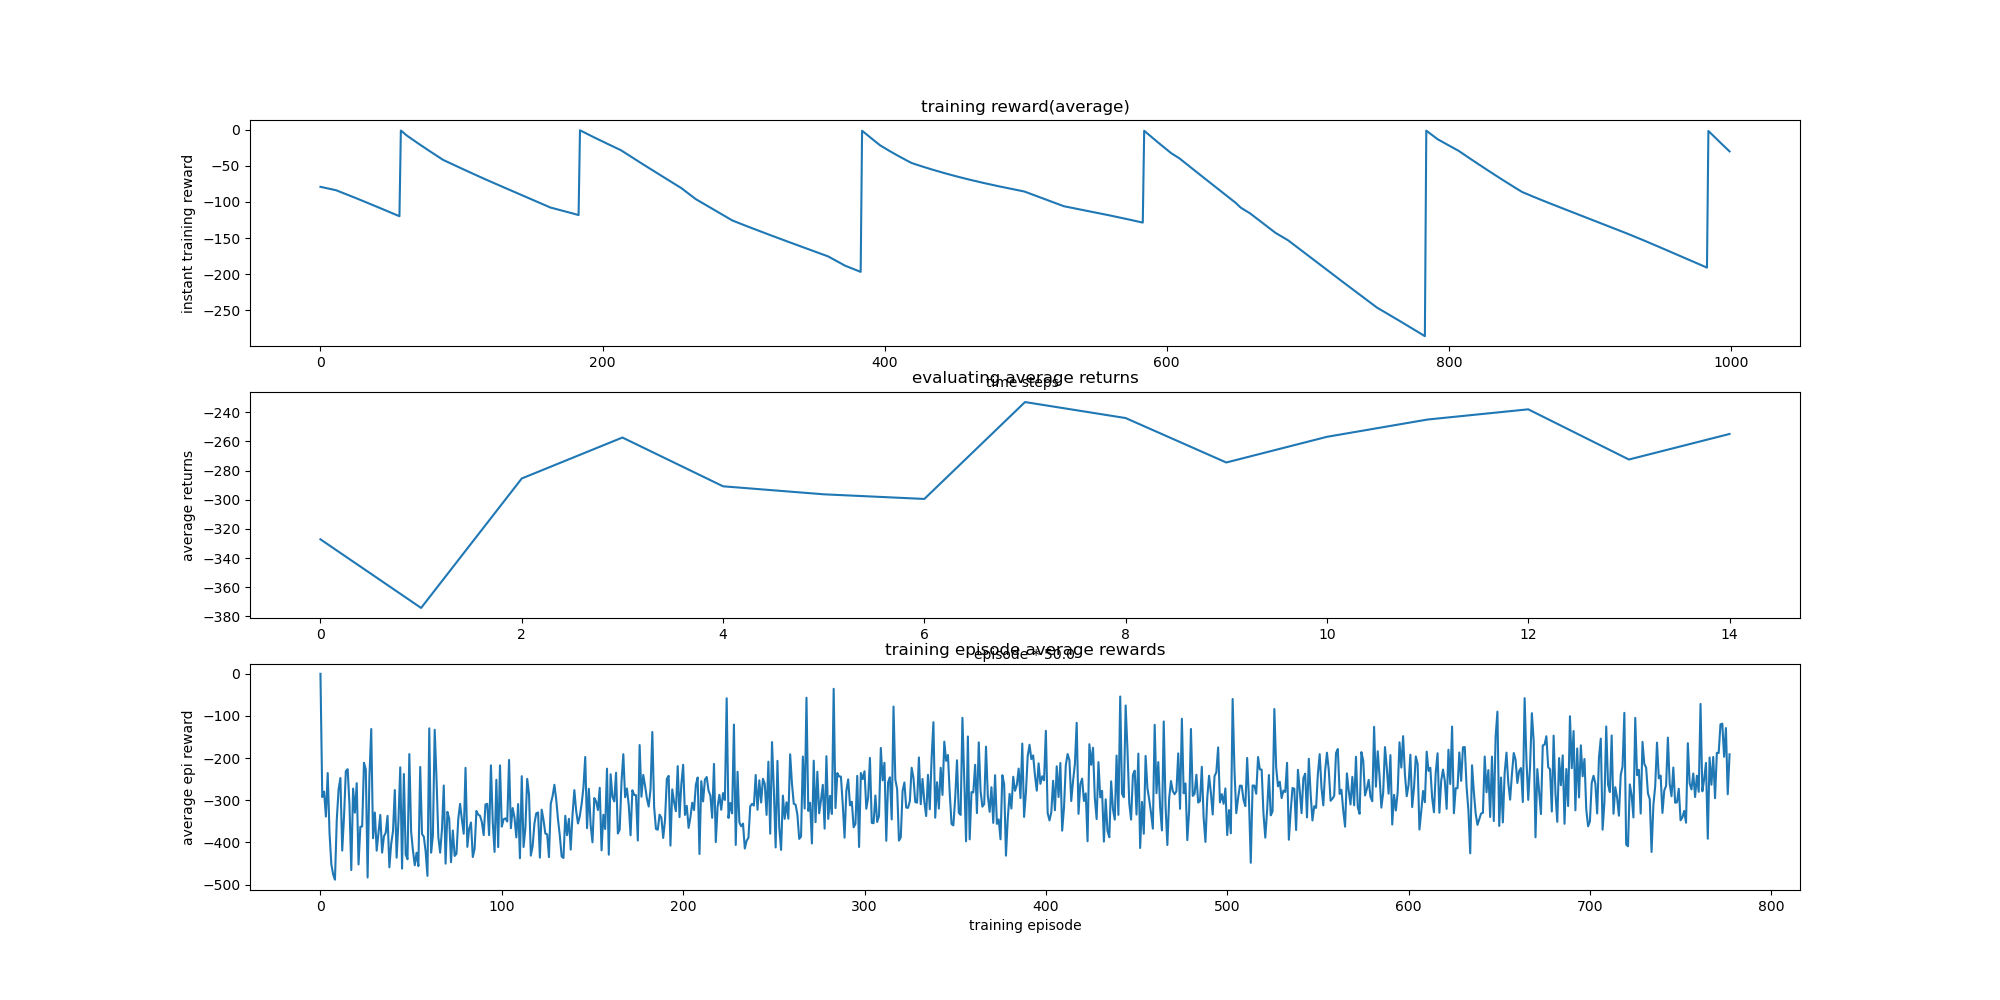 training reward(average)
instant training reward
0
−50
−100
−150
−200
−250
0 200 400 600 800 1000
time steps
evaluating average returns
average returns
−240
−260
−280
−300
−320
−340
−360
−380
0 2 4 6 8 10 12 14
episode * 50.0
training episode average rewards
average epi reward
0
−100
−200
−300
−400
−500
0 100 200 300 400 500 600 700 800
training episode